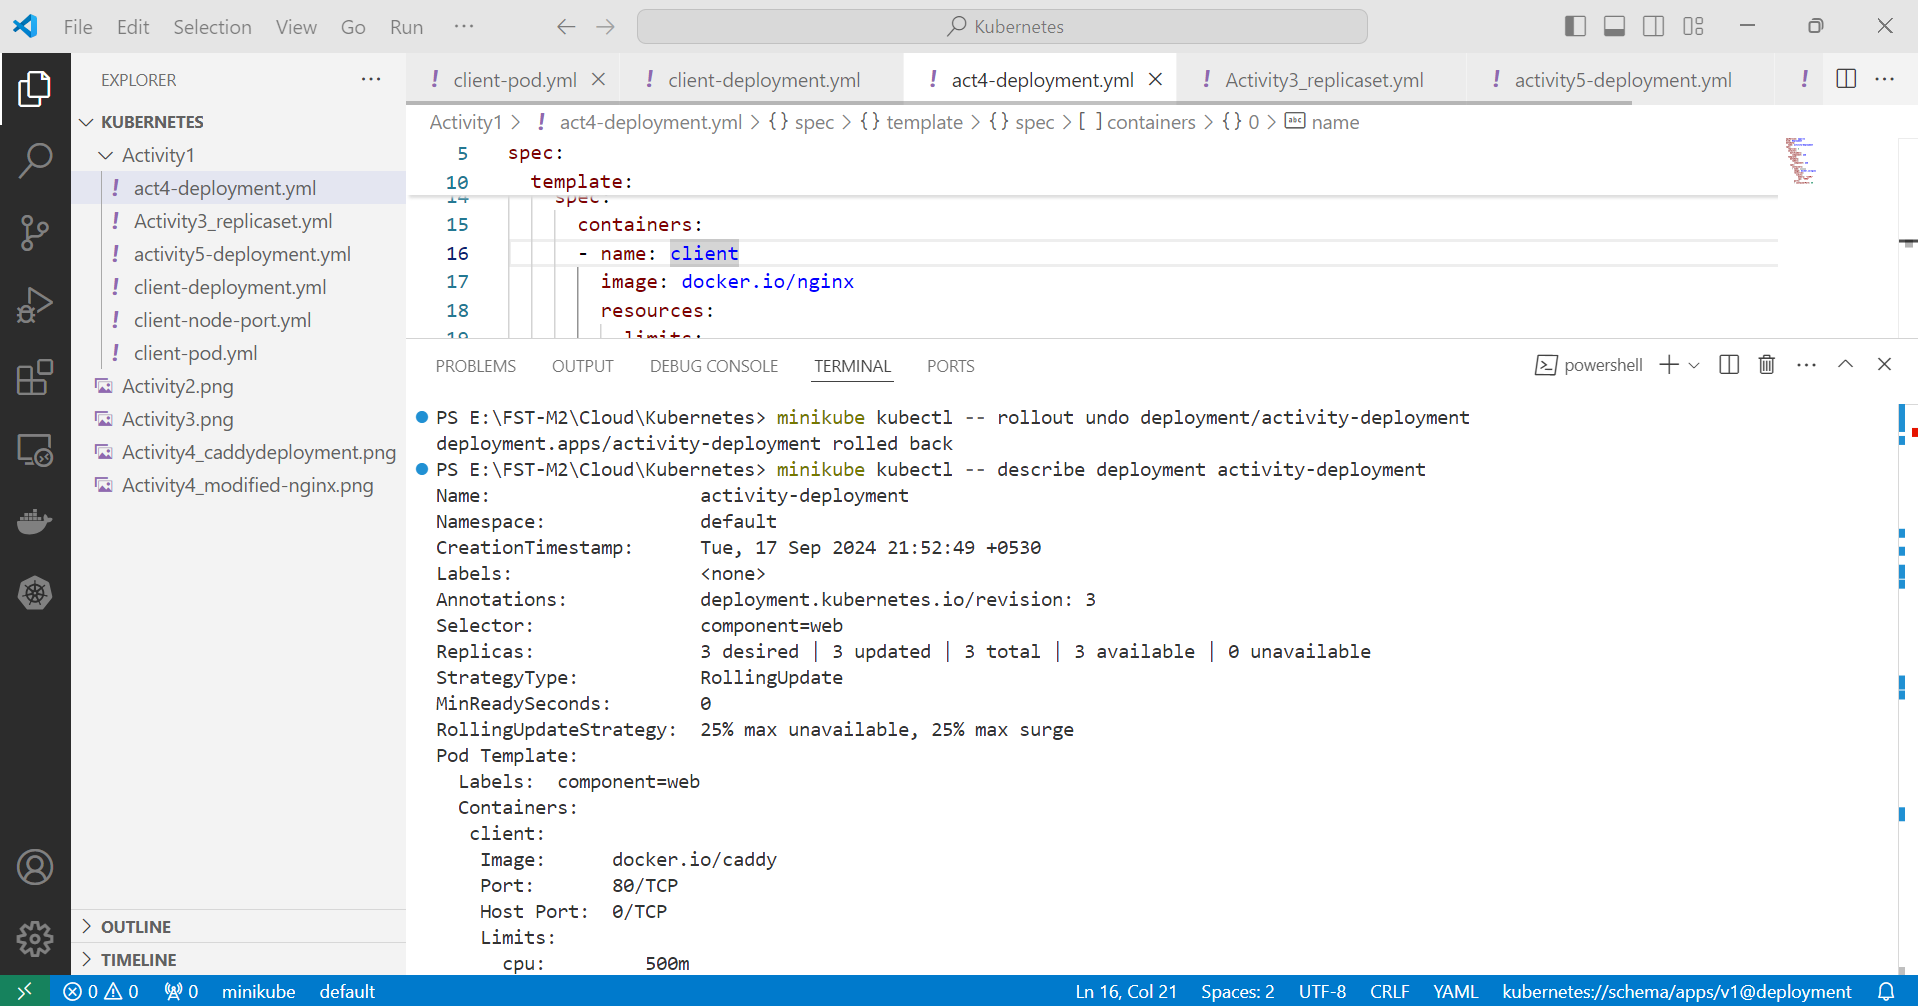 File Edit Selection View Go Run ··· Kubernetes
EXPLORER ···
KUBERNETES
Activity1
! act4-deployment.yml
! Activity3_replicaset.yml
! activity5-deployment.yml
! client-deployment.yml
! client-node-port.yml
! client-pod.yml
Activity2.png
Activity3.png
Activity4_caddydeployment.png
Activity4_modified-nginx.png
OUTLINE
TIMELINE
! client-pod.yml ! client-deployment.yml ! act4-deployment.yml ! Activity3_replicaset.yml ! activity5-deployment.yml !
Activity1 > ! act4-deployment.yml > {} spec > {} template > {} spec > [ ] containers > {} 0 > abc name
5 spec:
10 template:
14 spec:
15 containers:
16 - name: client
17 image: docker.io/nginx
18 resources:
19 limits:
PROBLEMS OUTPUT DEBUG CONSOLE TERMINAL PORTS powershell
PS E:\FST-M2\Cloud\Kubernetes> minikube kubectl -- rollout undo deployment/activity-deployment
deployment.apps/activity-deployment rolled back
PS E:\FST-M2\Cloud\Kubernetes> minikube kubectl -- describe deployment activity-deployment
Name: activity-deployment
Namespace: default
CreationTimestamp: Tue, 17 Sep 2024 21:52:49 +0530
Labels: <none>
Annotations: deployment.kubernetes.io/revision: 3
Selector: component=web
Replicas: 3 desired | 3 updated | 3 total | 3 available | 0 unavailable
StrategyType: RollingUpdate
MinReadySeconds: 0
RollingUpdateStrategy: 25% max unavailable, 25% max surge
Pod Template:
Labels: component=web
Containers:
client:
Image: docker.io/caddy
Port: 80/TCP
Host Port: 0/TCP
Limits:
cpu: 500m
0 0 0 minikube default Ln 16, Col 21 Spaces: 2 UTF-8 CRLF YAML kubernetes://schema/apps/v1@deployment